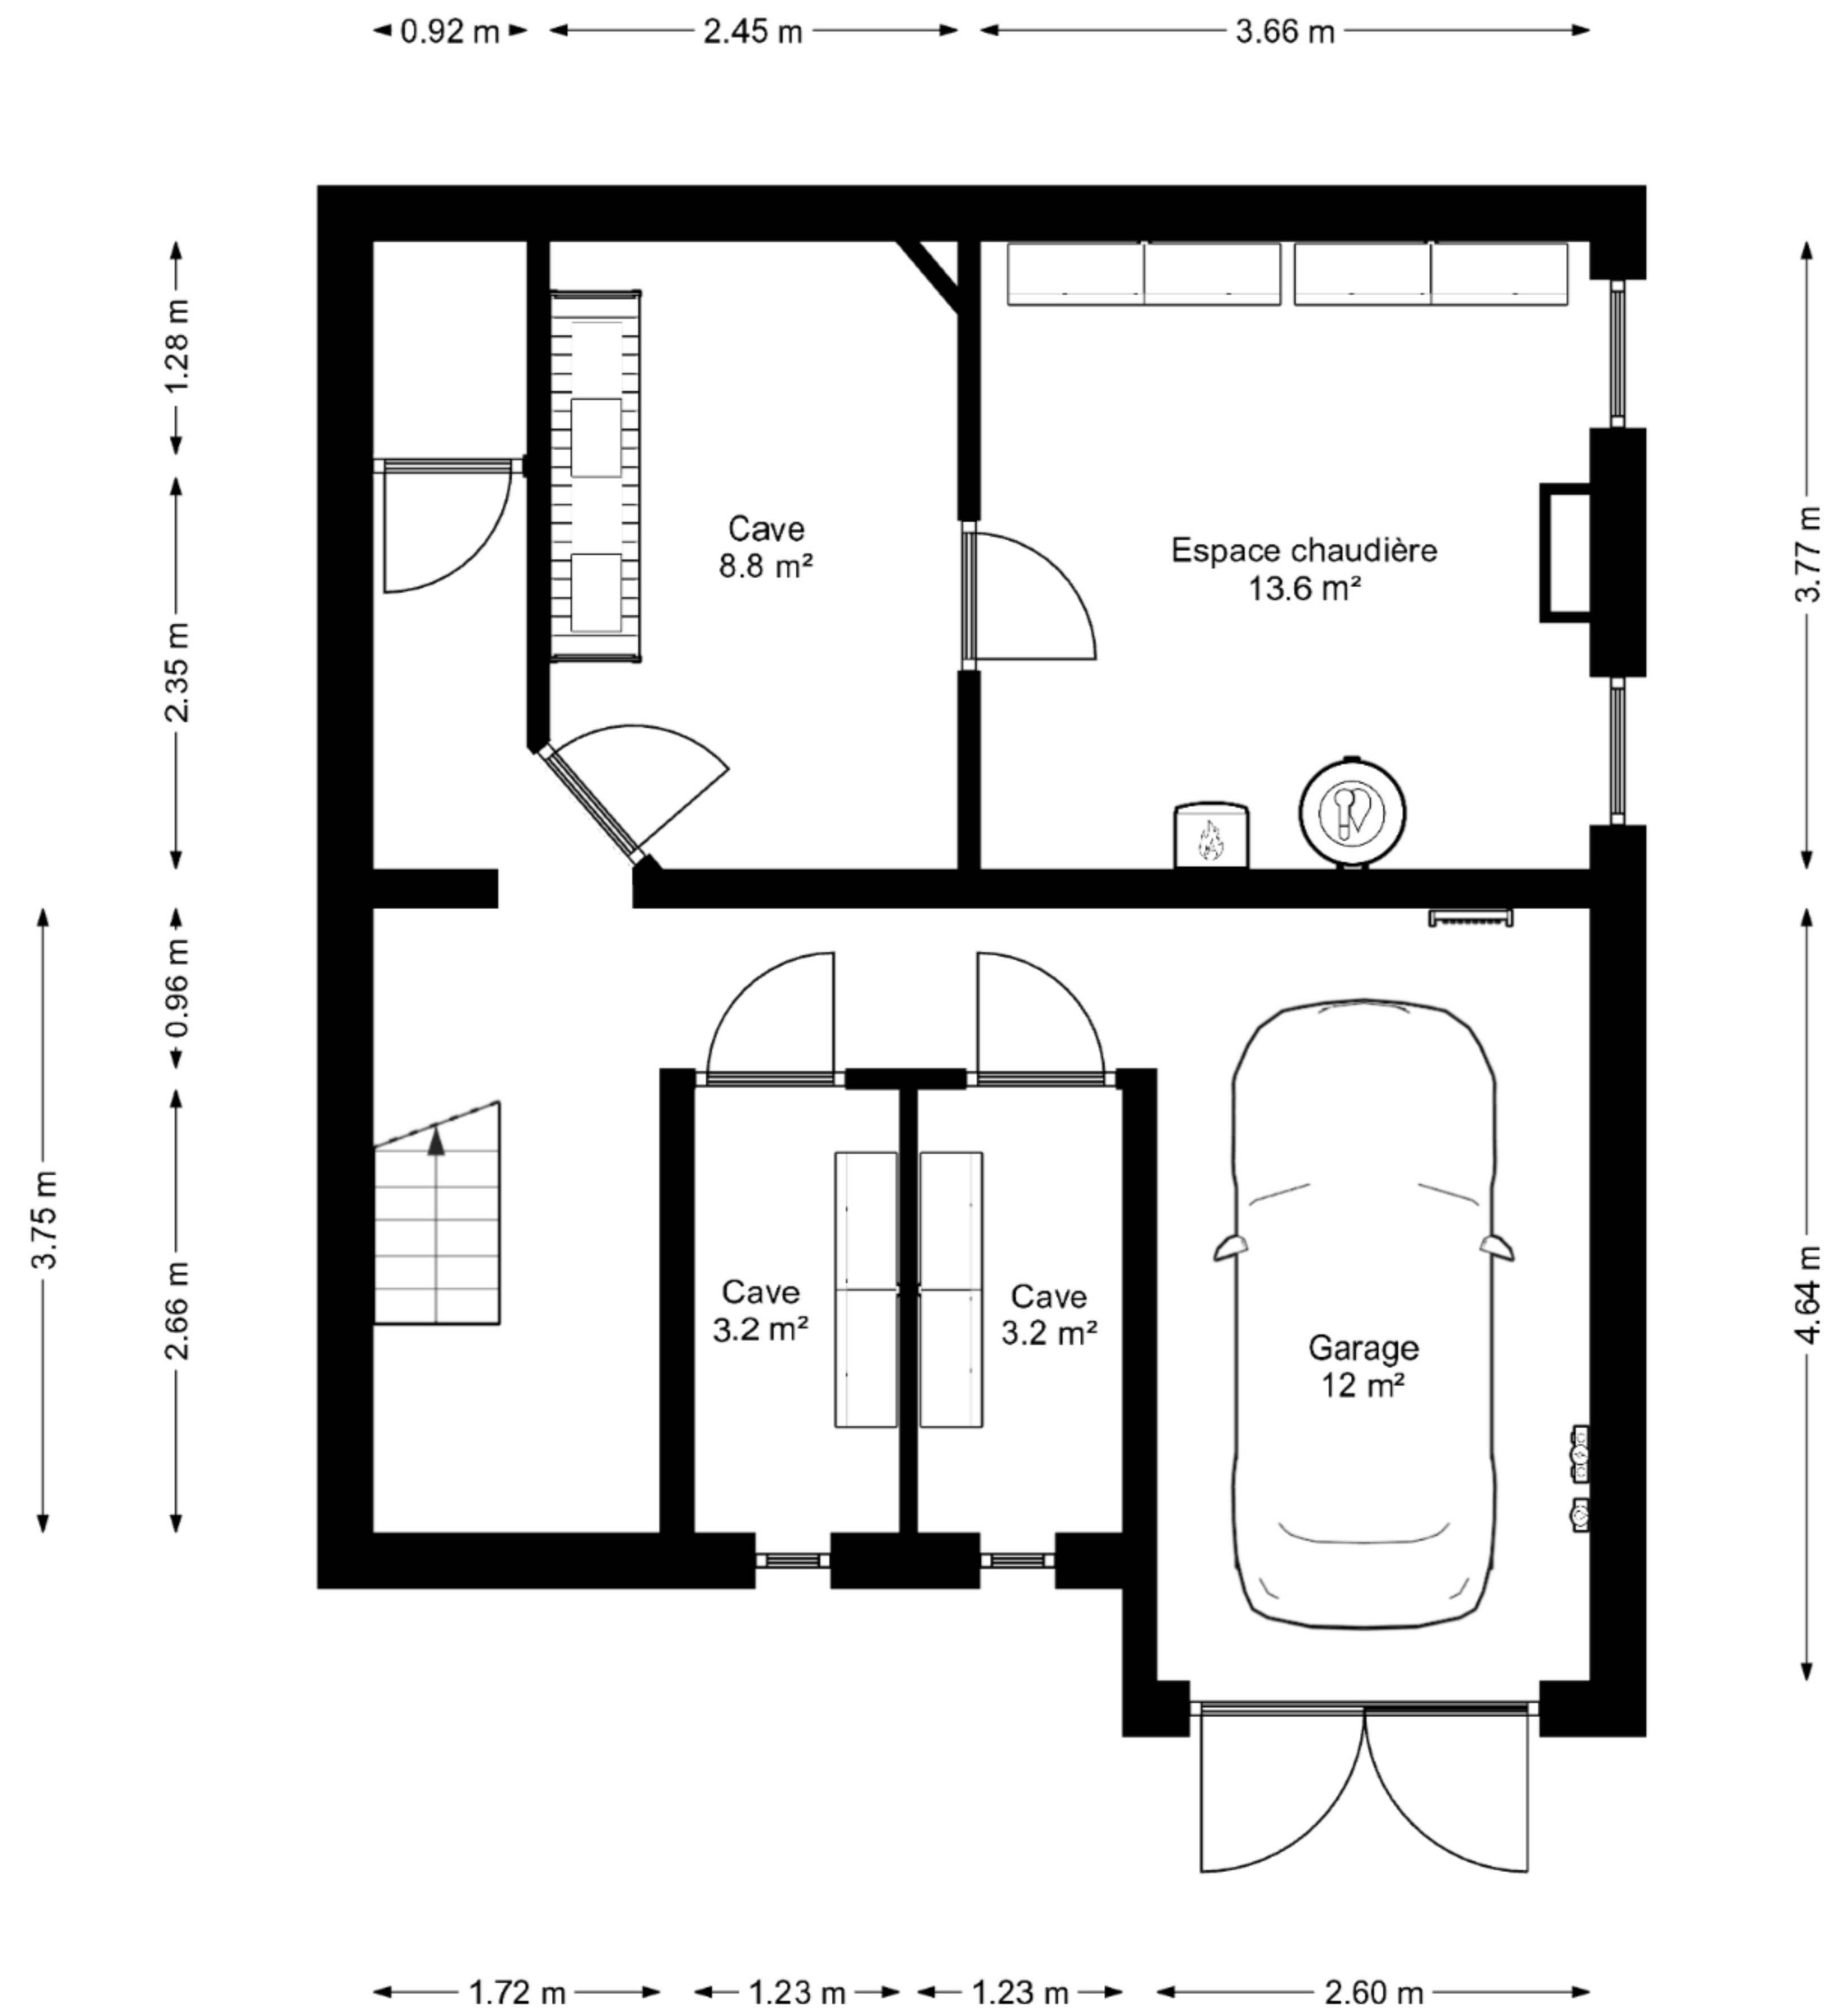 0.92 m
2.45 m
3.66 m
1.28 m
2.35 m
0.96 m
2.66 m
3.75 m
3.77 m
4.64 m
Cave
8.8 m²
Espace chaudière
13.6 m²
Cave
3.2 m²
Cave
3.2 m²
Garage
12 m²
1.72 m
1.23 m
1.23 m
2.60 m